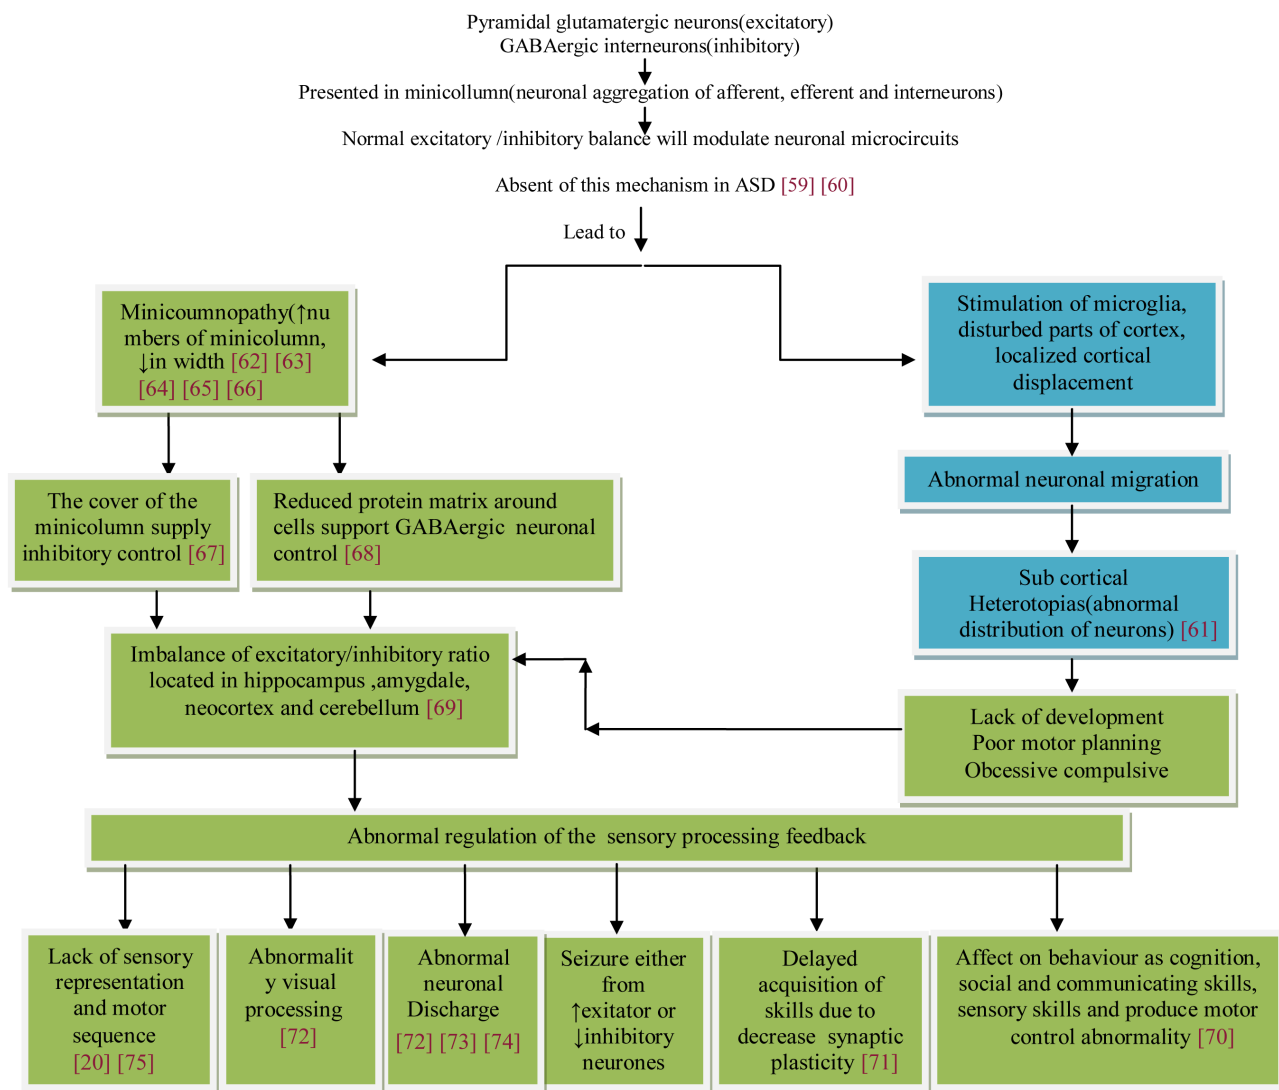 Pyramidal glutamatergic neurons(excitatory)
GABAergic interneurons(inhibitory)
Presented in minicollumn(neuronal aggregation of afferent, efferent and interneurons)
Normal excitatory /inhibitory balance will modulate neuronal microcircuits
Absent of this mechanism in ASD [59] [60]
Lead to
Minicoumnopathy(↑nu
mbers of minicolumn,
↓in width [62] [63]
[64] [65] [66]
Stimulation of microglia,
disturbed parts of cortex,
localized cortical
displacement
Abnormal neuronal migration
The cover of the
minicolumn supply
inhibitory control [67]
Reduced protein matrix around
cells support GABAergic neuronal
control [68]
Sub cortical
Heterotopias(abnormal
distribution of neurons) [61]
Imbalance of excitatory/inhibitory ratio
located in hippocampus ,amygdale,
neocortex and cerebellum [69]
Lack of development
Poor motor planning
Obcessive compulsive
Abnormal regulation of the sensory processing feedback
Lack of sensory
representation
and motor
sequence
[20] [75]
Abnormalit
y visual
processing
[72]
Abnormal
neuronal
Discharge
[72] [73] [74]
Seizure either
from
↑exitator or
↓inhibitory
neurones
Delayed
acquisition of
skills due to
decrease synaptic
plasticity [71]
Affect on behaviour as cognition,
social and communicating skills,
sensory skills and produce motor
control abnormality [70]